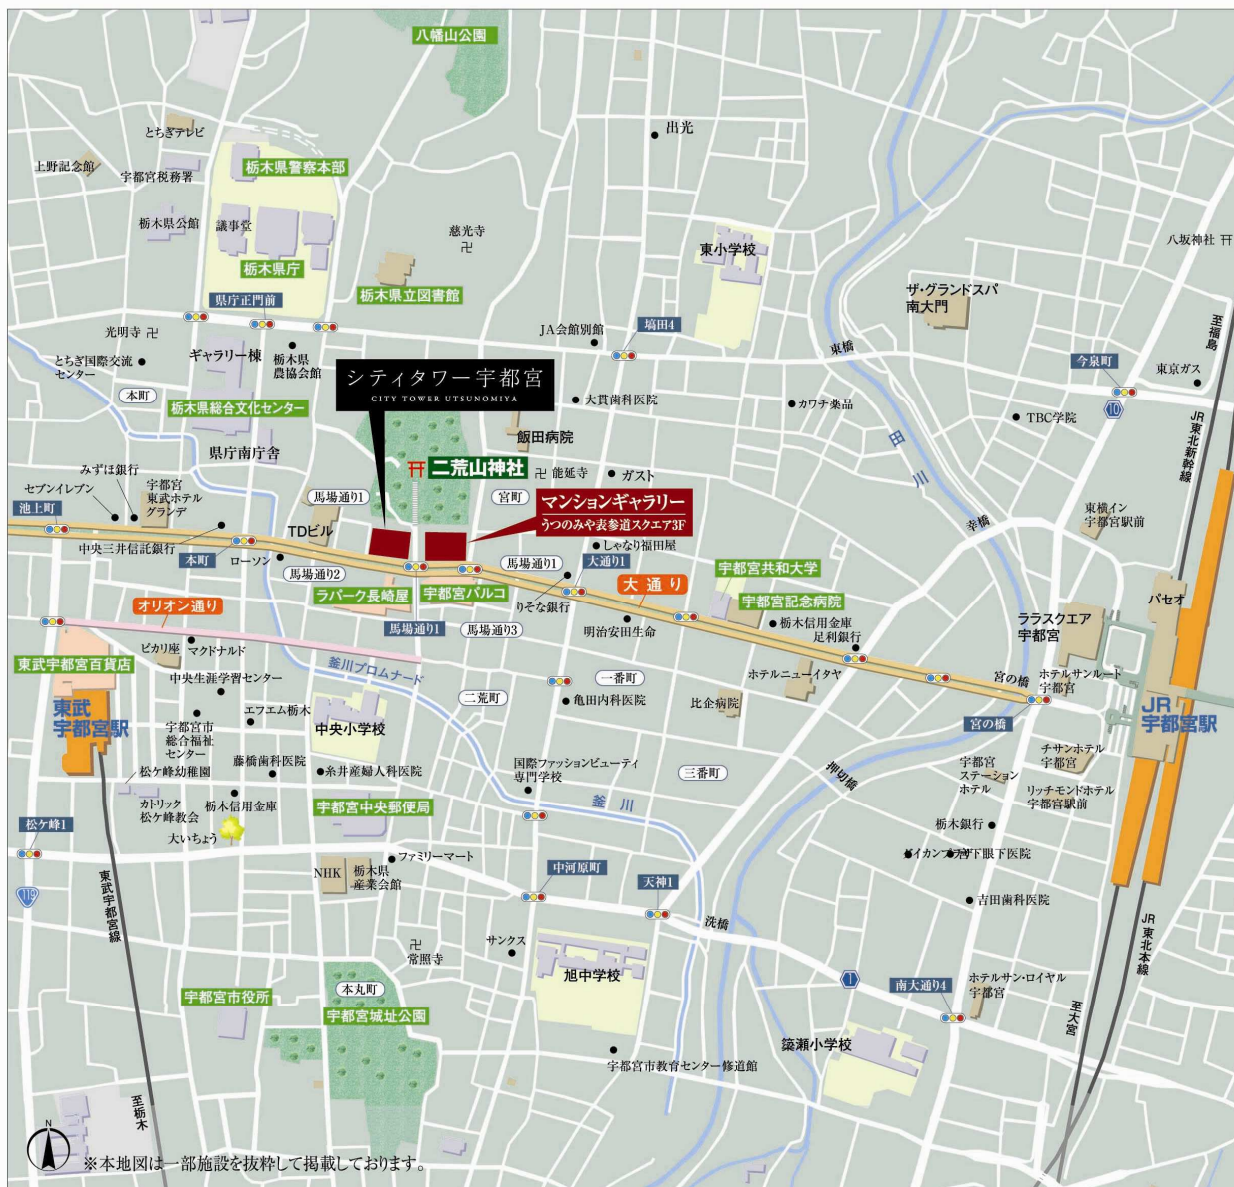 八幡山公園
とちぎテレビ
出光
上野記念館
宇都宮税務署
栃木県警察本部
栃木県公館
議事堂
慈光寺
東小学校
八坂神社
栃木県庁
栃木県立図書館
ザ・グランドスパ
南大門
県庁正門前
至福島
光明寺
ギャラリー棟
栃木県
農協会館
JA会館別館
塙田4
東橋
今泉町
東京ガス
とちぎ国際交流
センター
本町
シティタワー宇都宮
CITY TOWER UTSUNOMIYA
大貫歯科医院
カワチ薬品
TBC学院
10
JR東北新幹線
栃木県総合文化センター
飯田病院
田川
県庁南庁舎
二荒山神社
能延寺
ガスト
みずほ銀行
セブンイレブン
宇都宮
東武ホテル
グランデ
馬場通り1
宮町
マンションギャラリー
うつのみや表参道スクエア3F
東横イン
宇都宮駅前
幸橋
池上町
TDビル
中央三井信託銀行
本町
ローソン
馬場通り2
しゃなり福田屋
馬場通り1
大通り1
大通り
宇都宮共和大学
ラパーク長崎屋
宇都宮パルコ
りそな銀行
宇都宮記念病院
パセオ
オリオン通り
馬場通り1
馬場通り3
明治安田生命
栃木信用金庫
足利銀行
ララスクエア
宇都宮
東武宇都宮百貨店
ピカリ座
マクドナルド
釜川プロムナード
中央生涯学習センター
一番町
ホテルニューイタヤ
宮の橋
ホテルサンルート
宇都宮
東武
宇都宮駅
二荒町
亀田内科医院
比企病院
JR
宇都宮駅
宇都宮市
総合福祉
センター
エフエム栃木
中央小学校
宮の橋
藤橋歯科医院
糸井産婦人科医院
国際ファッションビューティ
専門学校
三番町
押切橋
チサンホテル
宇都宮
宇都宮
ステーション
ホテル
松ケ峰幼稚園
リッチモンドホテル
宇都宮駅前
カトリック
松ケ峰教会
栃木信用金庫
宇都宮中央郵便局
釜川
栃木銀行
松ケ峰1
大いちょう
宮下眼下医院
NHK
栃木県
産業会館
ファミリーマート
中河原町
天神1
119
東武宇都宮線
吉田歯科医院
洗橋
JR東北本線
常照寺
サンクス
旭中学校
宇都宮市役所
本丸町
宇都宮城址公園
1
南大通り4
ホテルサン・ロイヤル
宇都宮
至大宮
簗瀬小学校
宇都宮市教育センター修道館
至栃木
N
※本地図は一部施設を抜粋して掲載しております。